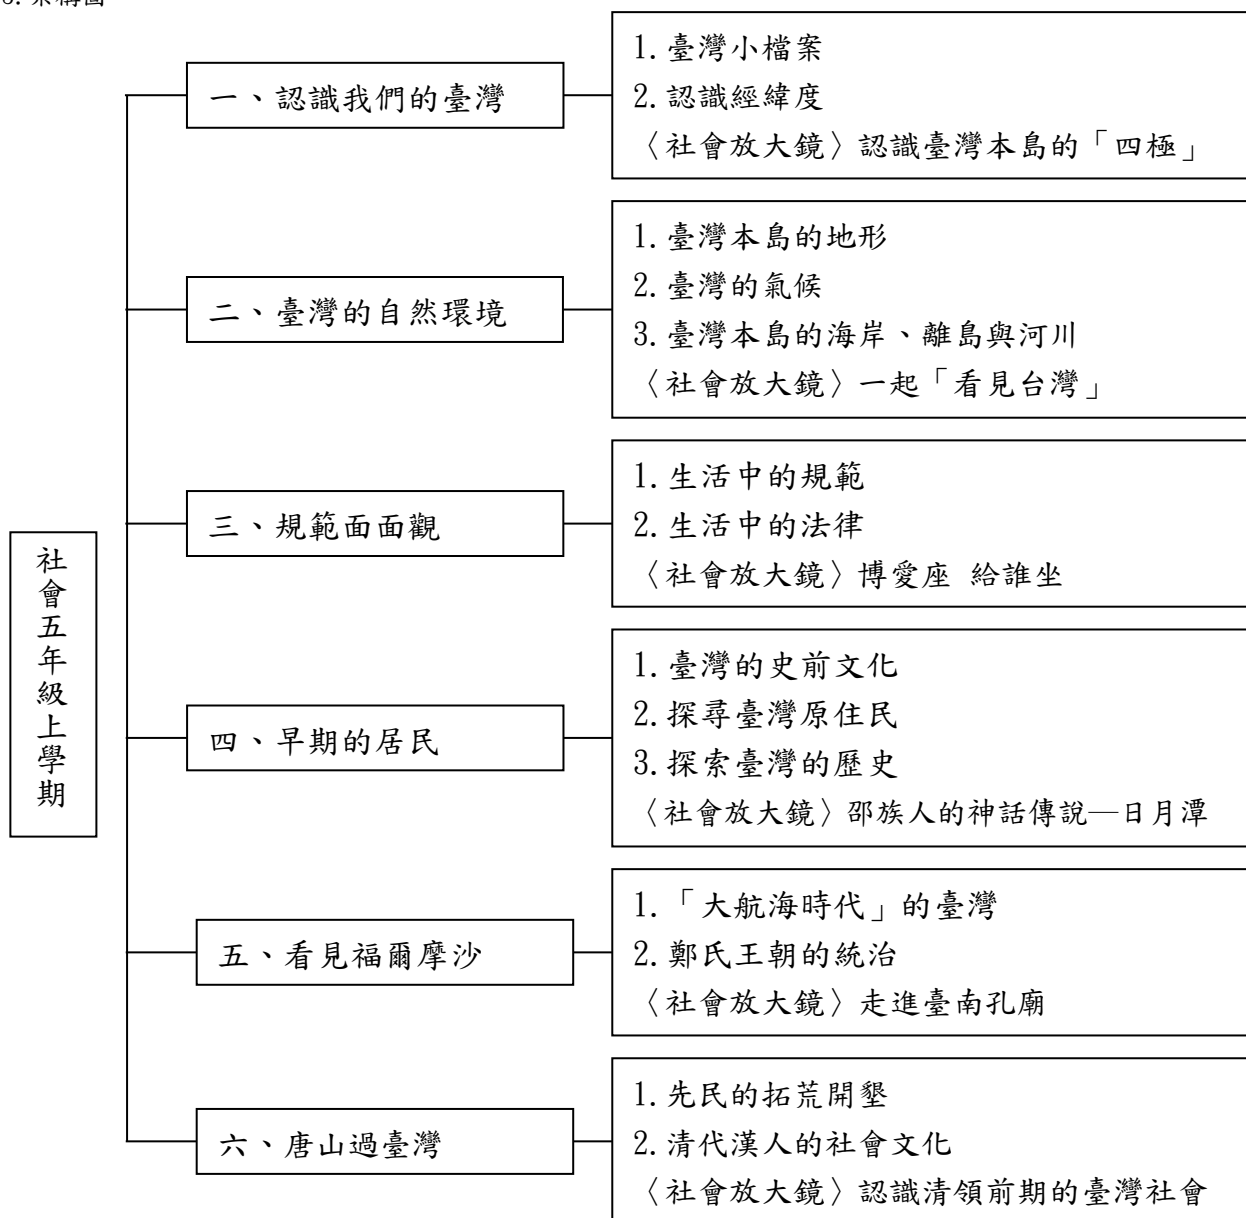 一、認識我們的臺灣
1.臺灣小檔案
2.認識經緯度
〈社會放大鏡〉認識臺灣本島的「四極」
二、臺灣的自然環境
1.臺灣本島的地形
2.臺灣的氣候
3.臺灣本島的海岸、離島與河川
〈社會放大鏡〉一起「看見台灣」
三、規範面面觀
1.生活中的規範
2.生活中的法律
〈社會放大鏡〉博愛座 給誰坐
社會五年級上學期
四、早期的居民
1.臺灣的史前文化
2.探尋臺灣原住民
3.探索臺灣的歷史
〈社會放大鏡〉邵族人的神話傳說—日月潭
五、看見福爾摩沙
1.「大航海時代」的臺灣
2.鄭氏王朝的統治
〈社會放大鏡〉走進臺南孔廟
六、唐山過臺灣
1.先民的拓荒開墾
2.清代漢人的社會文化
〈社會放大鏡〉認識清領前期的臺灣社會